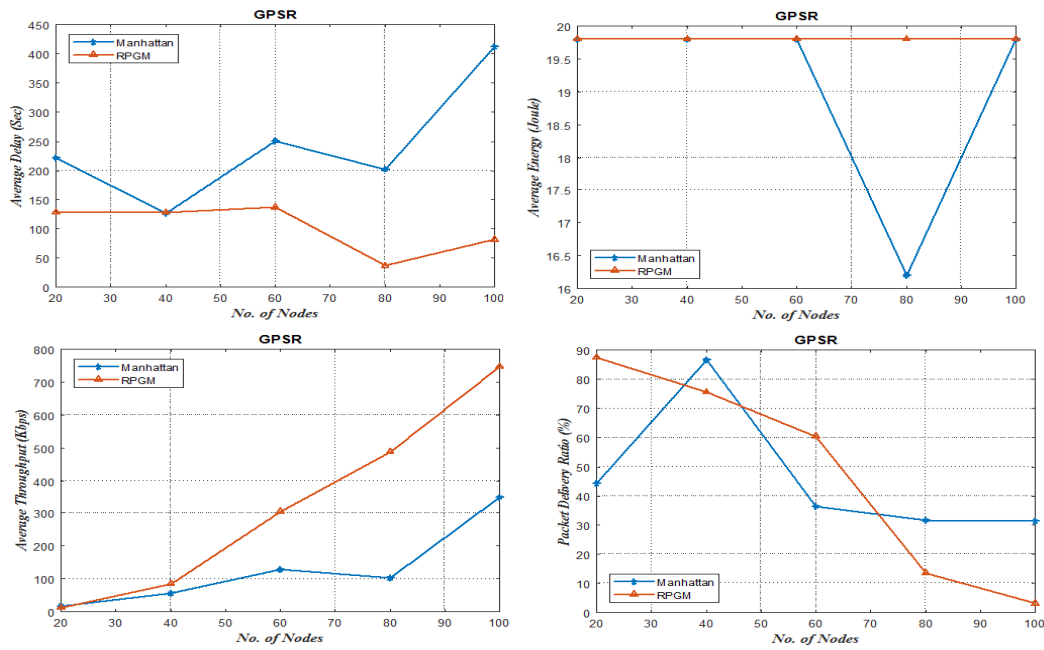 GPSR
Average Delay (Sec)
450
400
350
300
250
200
150
100
50
0
Manhattan
RPGM
20 30 40 50 60 70 80 90 100
No. of Nodes
GPSR
Average Energy (Joule)
20
19.5
19
18.5
18
17.5
17
16.5
16
Manhattan
RPGM
20 30 40 50 60 70 80 90 100
No. of Nodes
GPSR
Average Throughput (Kbps)
800
700
600
500
400
300
200
100
0
Manhattan
RPGM
20 30 40 50 60 70 80 90 100
No. of Nodes
GPSR
Packet Delivery Ratio (%)
90
80
70
60
50
40
30
20
10
0
Manhattan
RPGM
20 30 40 50 60 70 80 90 100
No. of Nodes